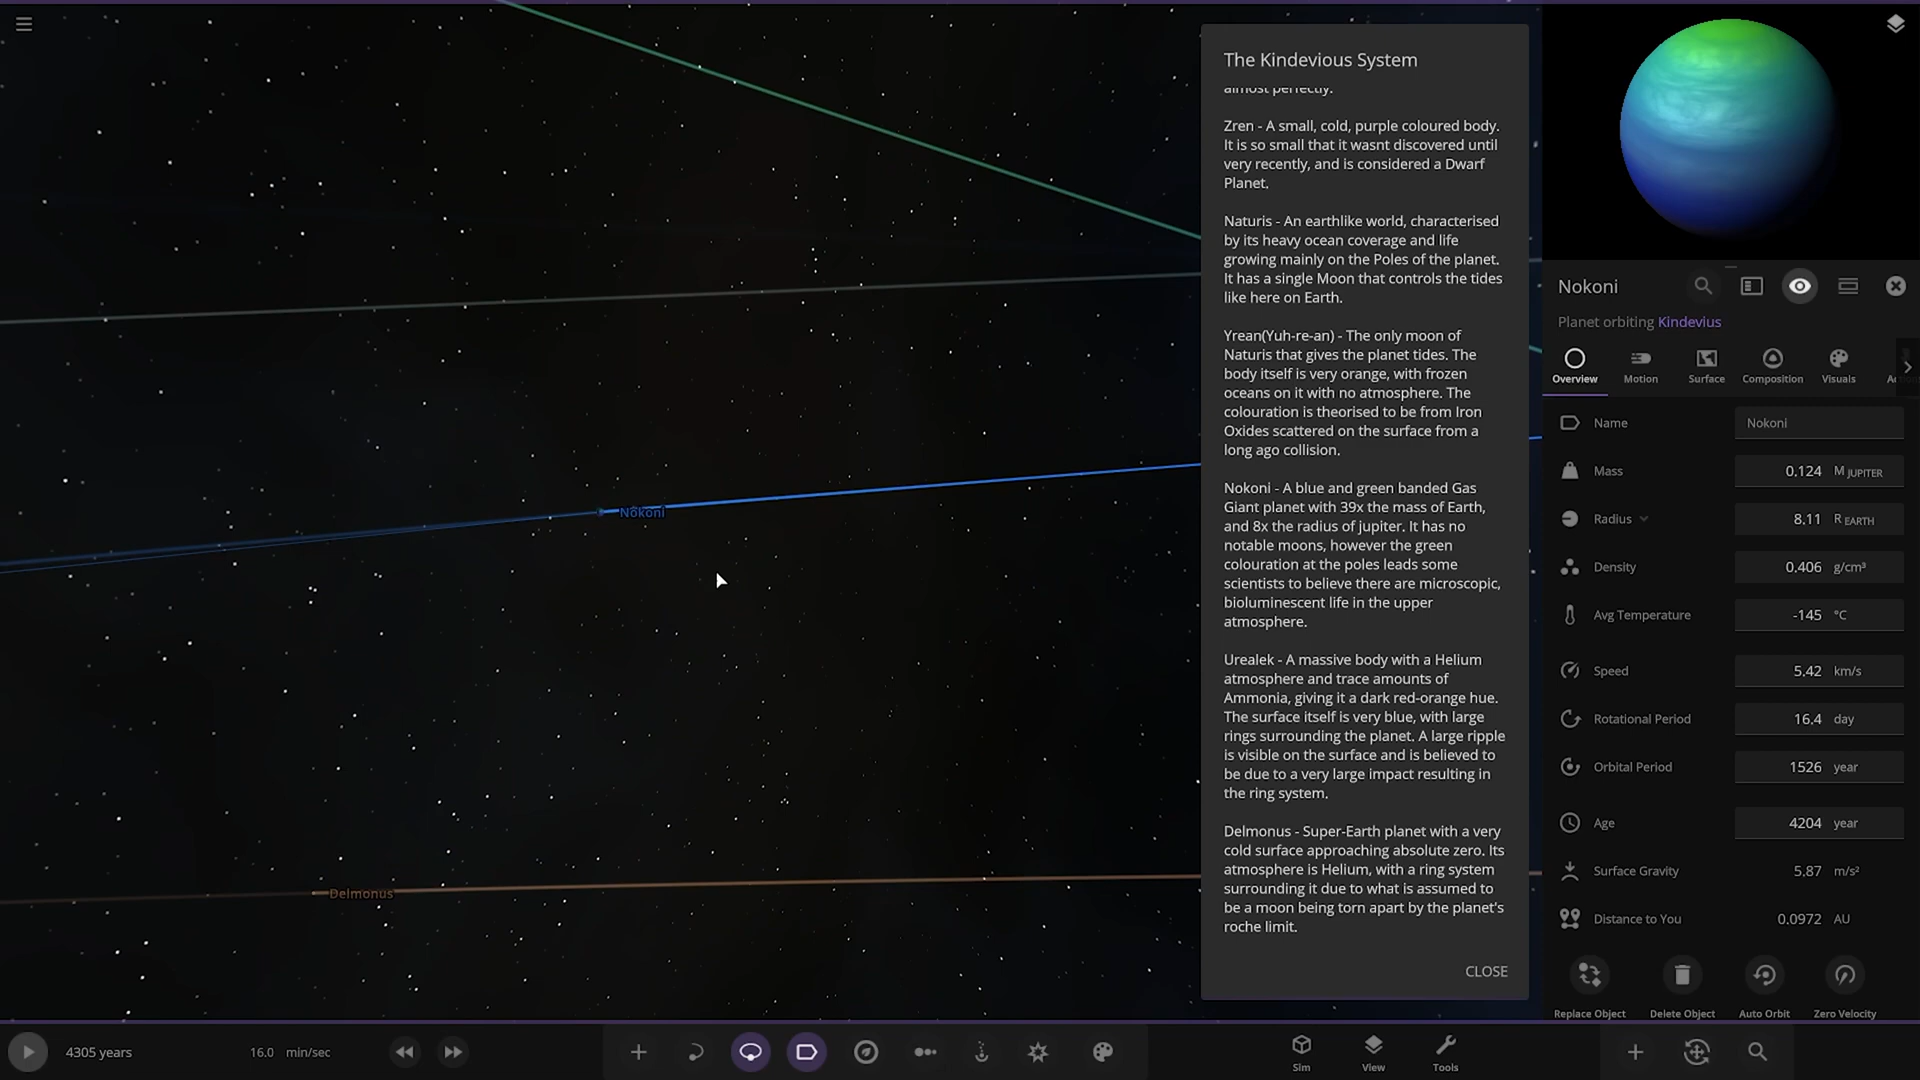 The Kindevious System
almost perfectly.
Zren - A small, cold, purple coloured body.
It is so small that it wasnt discovered until
very recently, and is considered a Dwarf
Planet.
Naturis - An earthlike world, characterised
by its heavy ocean coverage and life
growing mainly on the Poles of the planet.
It has a single Moon that controls the tides
like here on Earth.
Yrean(Yuh-re-an) - The only moon of
Naturis that gives the planet tides. The
body itself is very orange, with frozen
oceans on it with no atmosphere. The
colouration is theorised to be from Iron
Oxides scattered on the surface from a
long ago collision.
Nokoni - A blue and green banded Gas
Giant planet with 39x the mass of Earth,
and 8x the radius of jupiter. It has no
notable moons, however the green
colouration at the poles leads some
scientists to believe there are microscopic,
bioluminescent life in the upper
atmosphere.
Urealek - A massive body with a Helium
atmosphere and trace amounts of
Ammonia, giving it a dark red-orange hue.
The surface itself is very blue, with large
rings surrounding the planet. A large ripple
is visible on the surface and is believed to
be due to a very large impact resulting in
the ring system.
Delmonus - Super-Earth planet with a very
cold surface approaching absolute zero. Its
atmosphere is Helium, with a ring system
surrounding it due to what is assumed to
be a moon being torn apart by the planet's
roche limit.
CLOSE
Nokoni
Delmonus
Nokoni
Planet orbiting Kindevius
Overview Motion Surface Composition Visuals
Name Nokoni
Mass 0.124 M JUPITER
Radius 8.11 R EARTH
Density 0.406 g/cm³
Avg Temperature -145 °C
Speed 5.42 km/s
Rotational Period 16.4 day
Orbital Period 1526 year
Age 4204 year
Surface Gravity 5.87 m/s²
Distance to You 0.0972 AU
Replace Object Delete Object Auto Orbit Zero Velocity
4305 years 16.0 min/sec
Sim View Tools